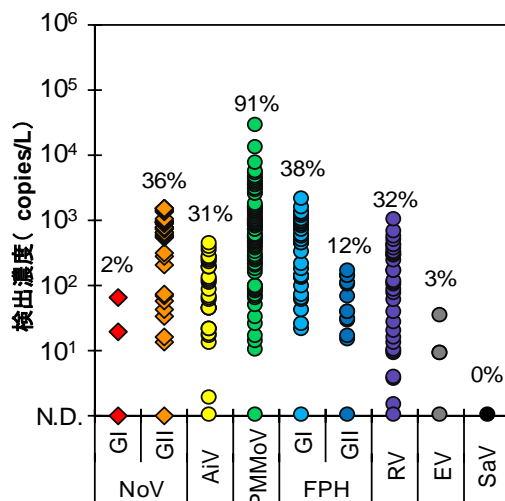 検出濃度( copies/L)
10⁶
10⁵
10⁴
10³
10²
10¹
N.D.
2%
36%
31%
91%
38%
12%
32%
3%
0%
GI
GII
AiV
PMMoV
GI
GII
RV
EV
SaV
NoV
FPH